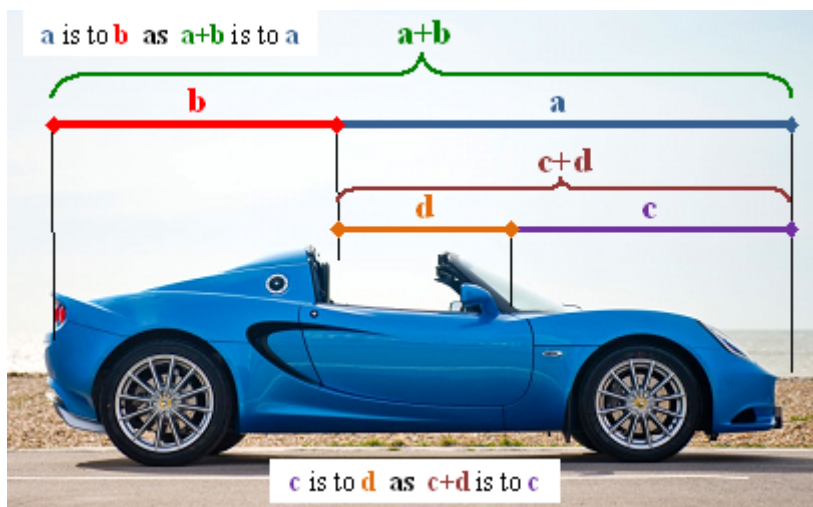 a is to b as a+b is to a
a+b
b
a
c+d
d
c
c is to d as c+d is to c